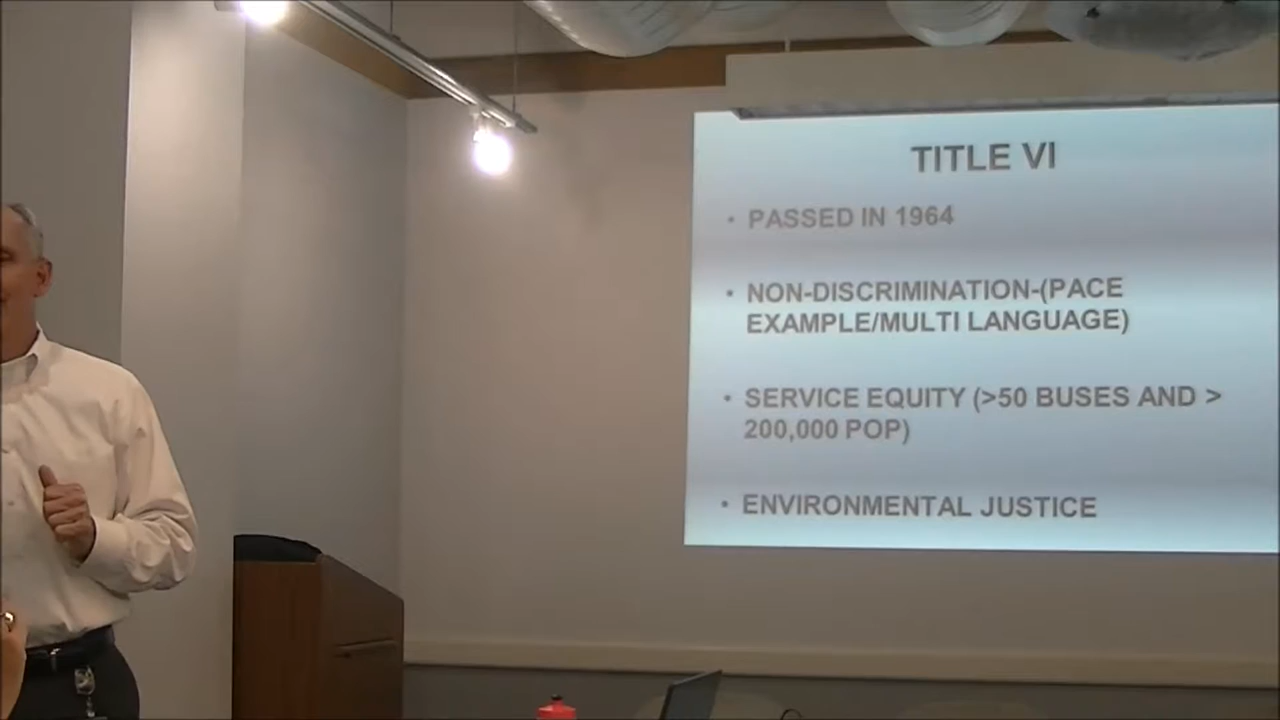 TITLE VI
• PASSED IN 1964
• NON-DISCRIMINATION-(PACE
EXAMPLE/MULTI LANGUAGE)
• SERVICE EQUITY (>50 BUSES AND >
200,000 POP)
• ENVIRONMENTAL JUSTICE